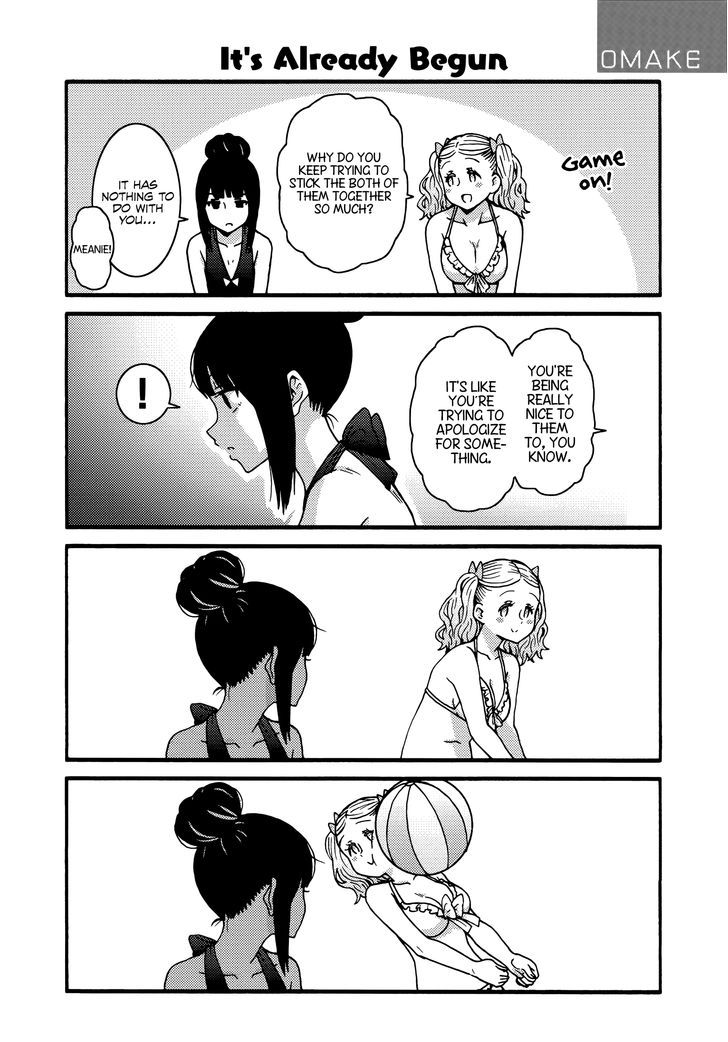 OMAKE
It's Already Begun
Game
on!
WHY DO YOU
KEEP TRYING TO
STICK THE BOTH OF
THEM TOGETHER
SO MUCH?
IT HAS
NOTHING TO
DO WITH
YOU...
MEANIE!
YOU'RE
BEING
REALLY
NICE TO
THEM
TO, YOU
KNOW.
IT'S LIKE
YOU'RE
TRYING TO
APOLOGIZE
FOR SOME-
THING.
!